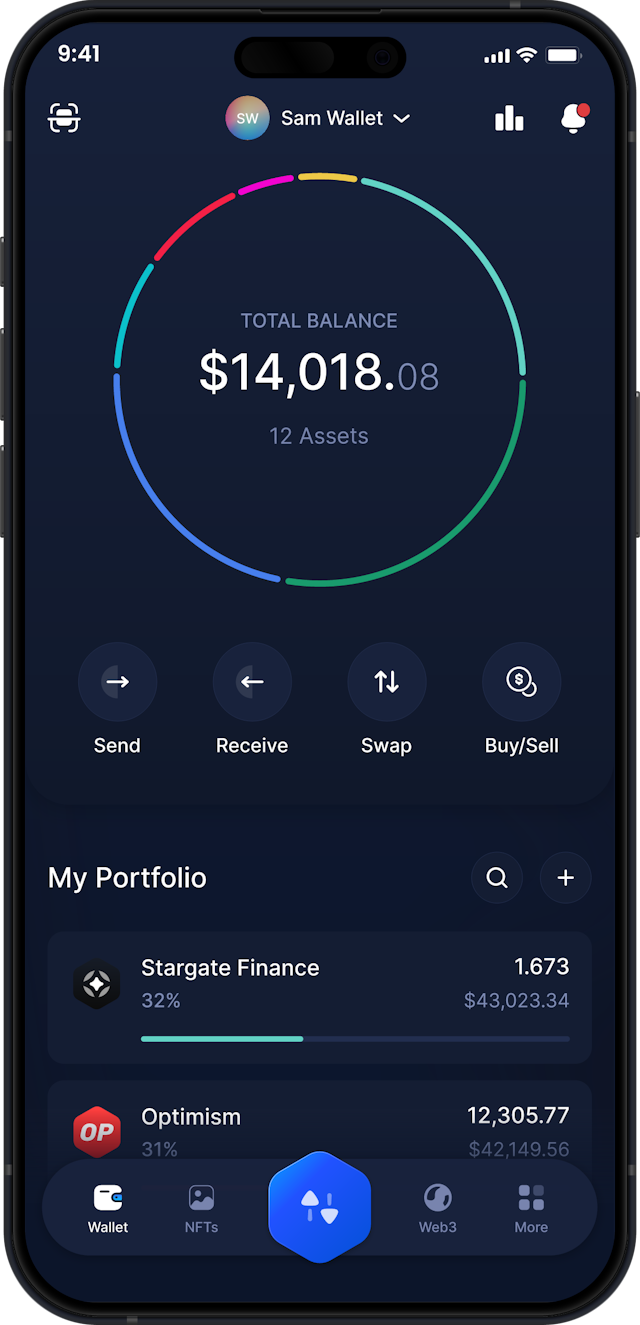 9:41
SW Sam Wallet
TOTAL BALANCE
$14,018.08
12 Assets
Send Receive Swap Buy/Sell
My Portfolio
Stargate Finance 1.673
32% $43,023.34
OP Optimism 12,305.77
31% $42,149.56
Wallet NFTs Web3 More